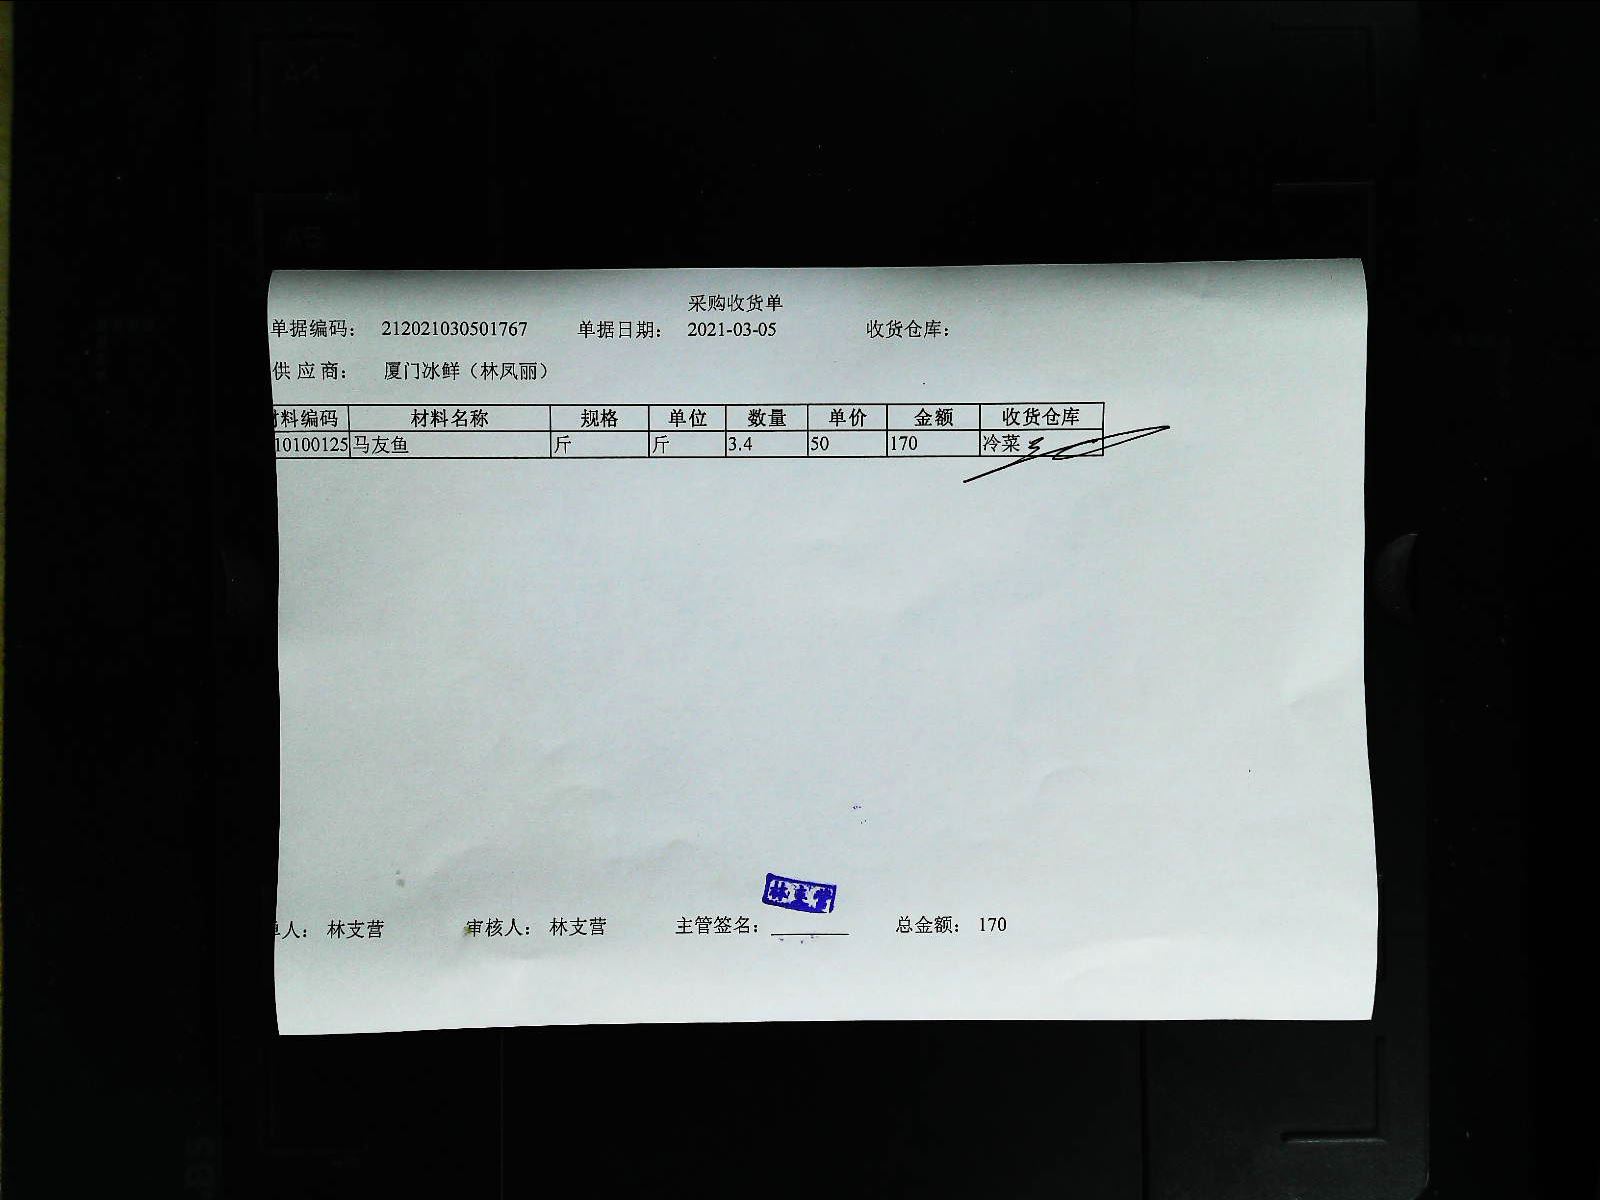 采购收货单
单据编码： 212021030501767 单据日期： 2021-03-05 收货仓库：
供 应 商： 厦门冰鲜（林凤丽）
料编码 材料名称 规格 单位 数量 单价 金额 收货仓库
10100125 马友鱼 斤 斤 3.4 50 170 冷菜
林支营
人： 林支营 审核人： 林支营 主管签名： 总金额： 170